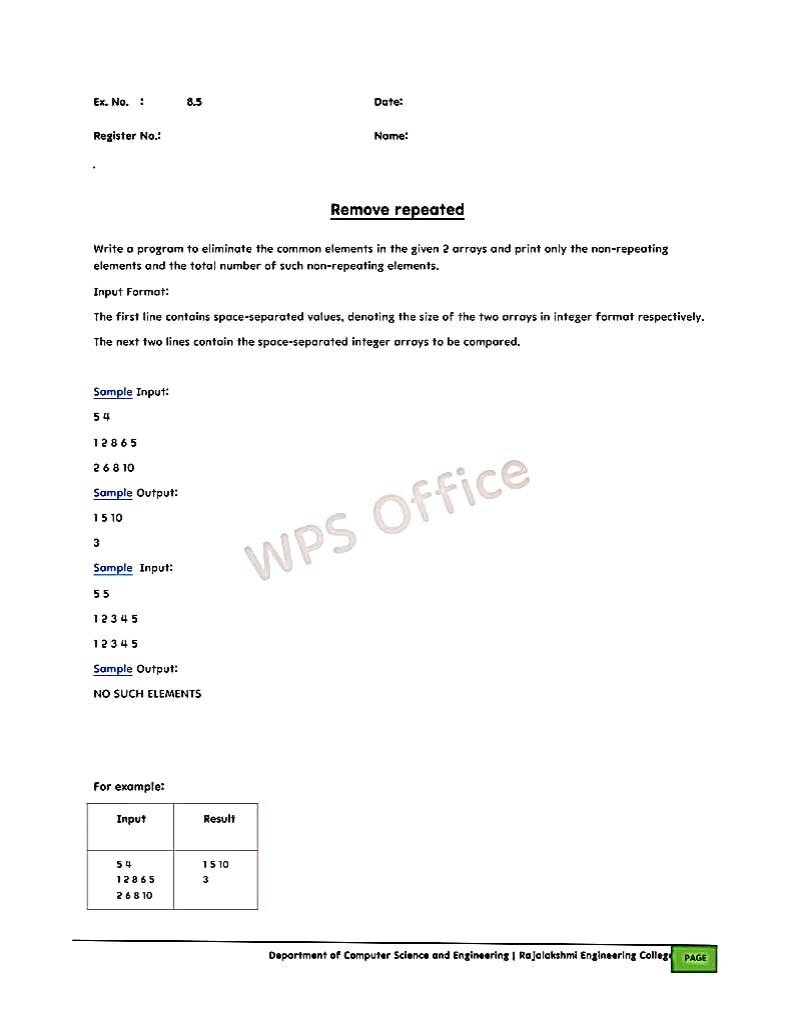 Ex. No. : 8.5 Date:
Register No.: Name:
.
Remove repeated
Write a program to eliminate the common elements in the given 2 arrays and print only the non-repeating
elements and the total number of such non-repeating elements.
Input Format:
The first line contains space-separated values, denoting the size of the two arrays in integer format respectively.
The next two lines contain the space-separated integer arrays to be compared.
Sample Input:
5 4
1 2 8 6 5
2 6 8 10
Sample Output:
1 5 10
3
WPS Office
Sample Input:
5 5
1 2 3 4 5
1 2 3 4 5
Sample Output:
NO SUCH ELEMENTS
For example:
Input Result
5 4 1 5 10
1 2 8 6 5 3
2 6 8 10
Department of Computer Science and Engineering | Rajalakshmi Engineering College PAGE